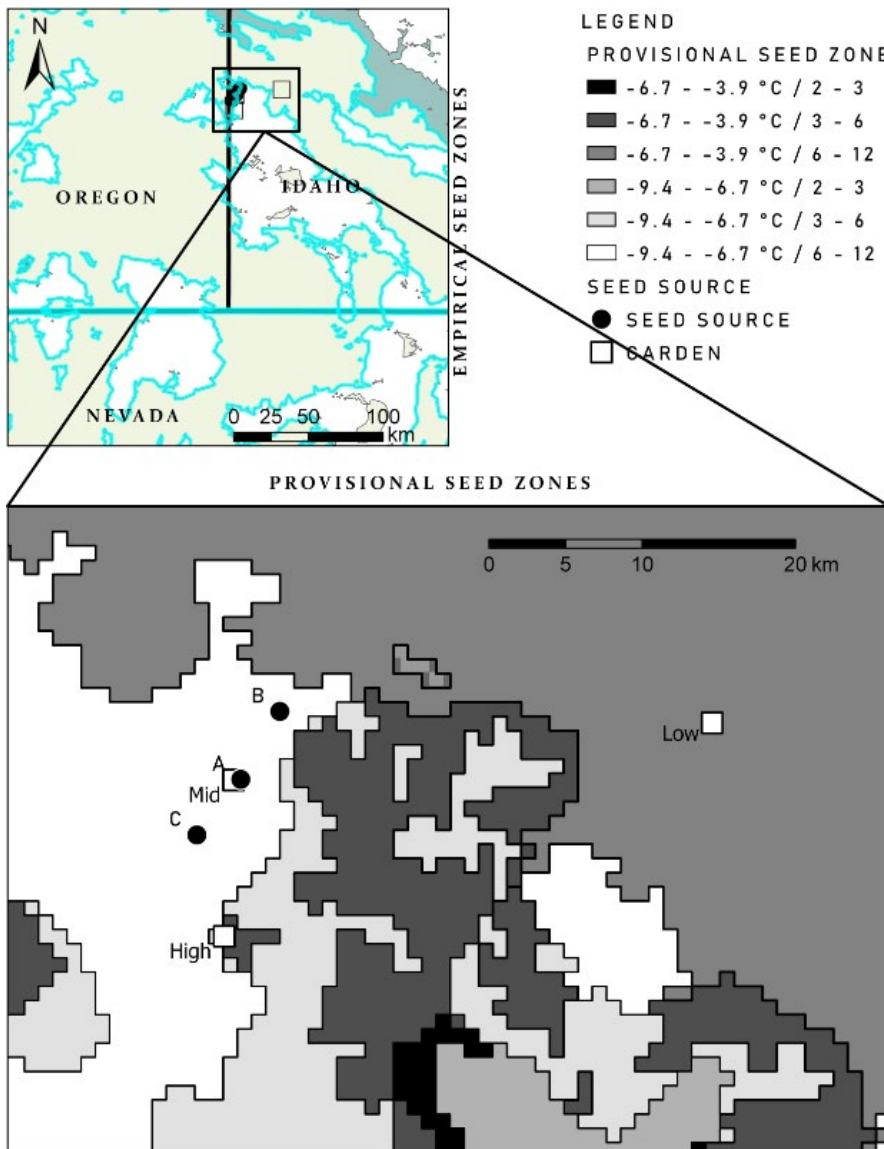 N
OREGON
IDAHO
NEVADA
0 25 50 100
km
EMPIRICAL SEED ZONES
LEGEND
PROVISIONAL SEED ZONE
-6.7 - -3.9 °C / 2 - 3
-6.7 - -3.9 °C / 3 - 6
-6.7 - -3.9 °C / 6 - 12
-9.4 - -6.7 °C / 2 - 3
-9.4 - -6.7 °C / 3 - 6
-9.4 - -6.7 °C / 6 - 12
SEED SOURCE
SEED SOURCE
GARDEN
PROVISIONAL SEED ZONES
0 5 10 20 km
B
Low
A
Mid
C
High